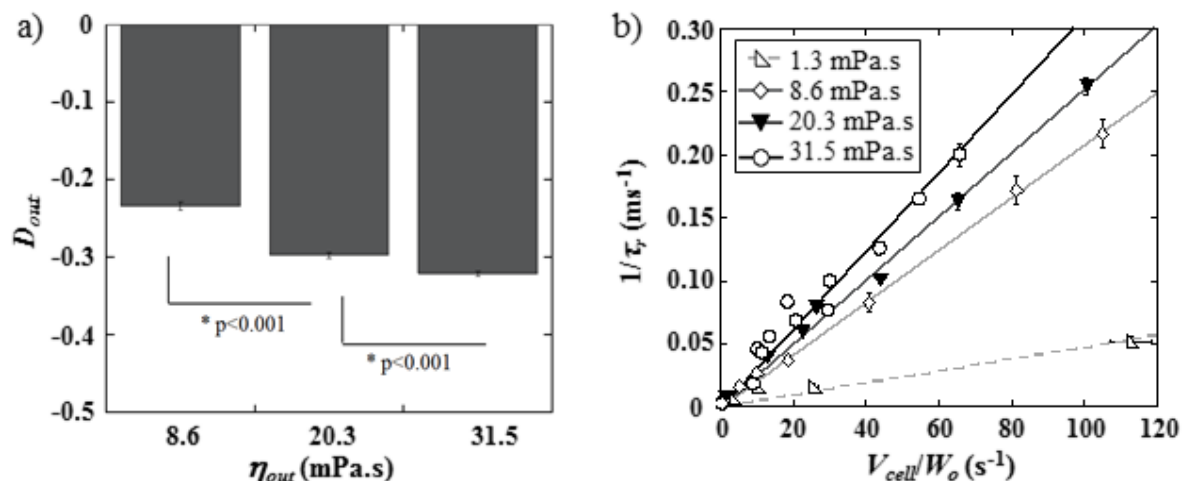 a)
0
−0.1
−0.2
−0.3
−0.4
−0.5
D_out
* p<0.001
* p<0.001
8.6 20.3 31.5
η_out (mPa.s)
b)
0.30
0.25
0.20
0.15
0.10
0.05
0
1/τ_r (ms⁻¹)
1.3 mPa.s
8.6 mPa.s
20.3 mPa.s
31.5 mPa.s
0 20 40 60 80 100 120
V_cell/W_o (s⁻¹)